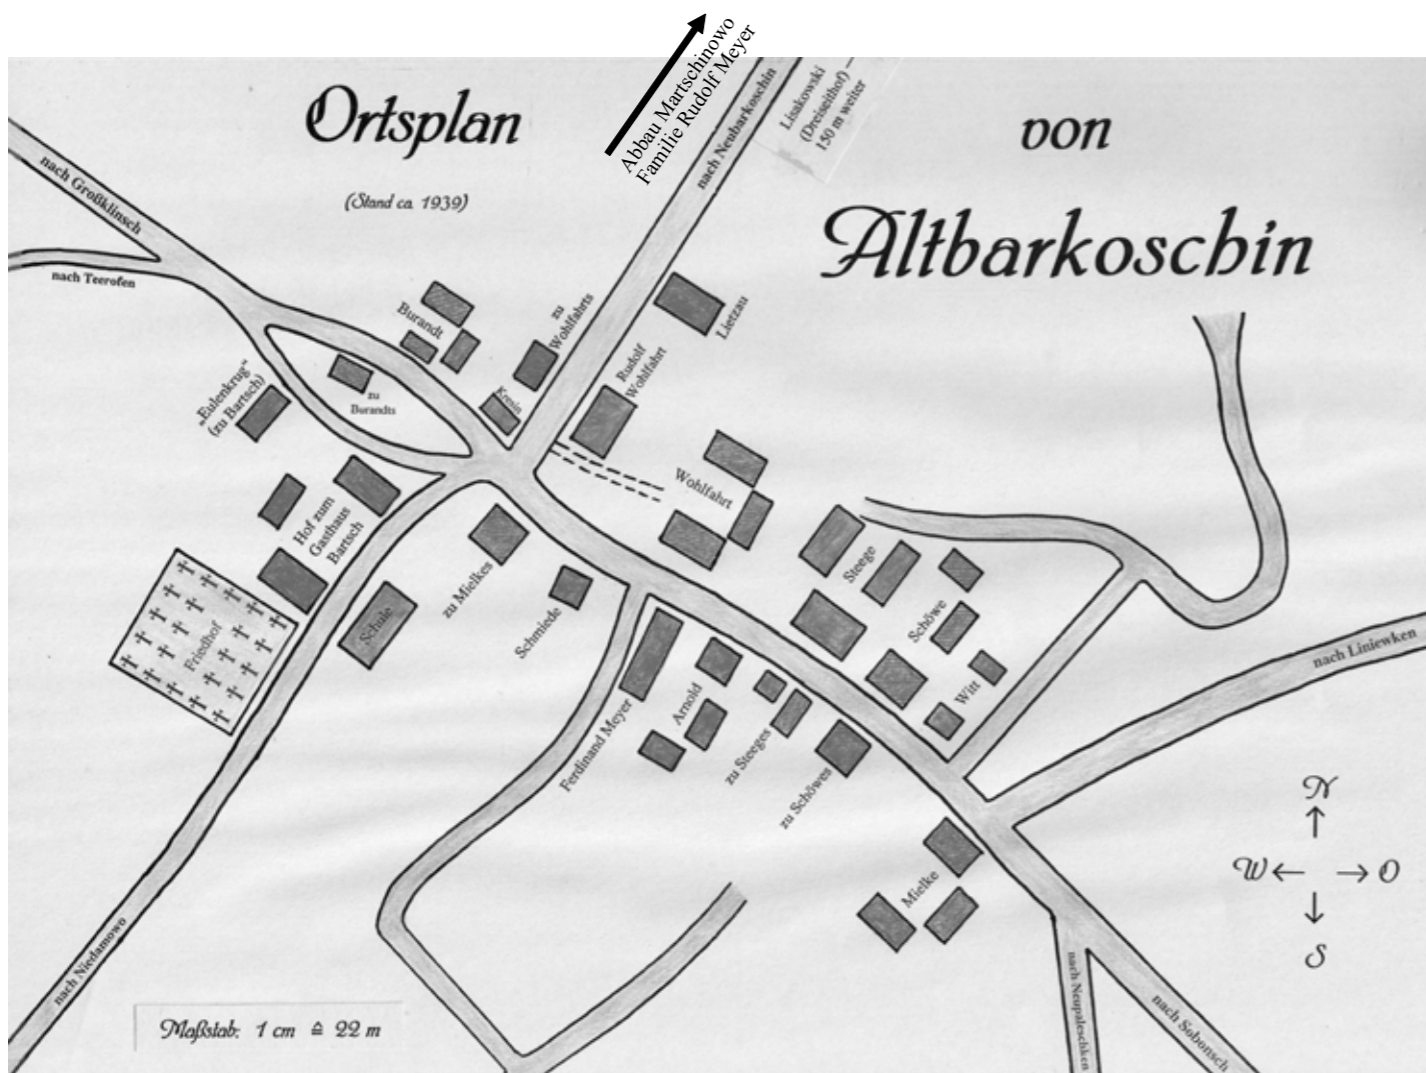 Ortsplan
(Stand ca. 1939)
von
Altbarkoschin
Abbau Martschinowo
Familie Rudolf Meyer
nach Neubarkoschin
Lisakowski
(Dreiseithof) —
150 m weiter
nach Großklinsch
nach Teerofen
Burandt
zu
Wohlfahrts
Lietzau
Rudolf
Wohlfahrt
Kresin
zu
Burandts
„Eulenkrug“
(zu Bartsch)
Hof zum
Gasthaus
Bartsch
Wohlfahrt
Friedhof
Schule
zu Mielkes
Schmiede
Steege
Schöwe
Witt
Ferdinand Meyer
Arnold
zu Steeges
zu Schöwes
nach Liniewken
Mielke
N
W
O
S
nach Niedamowo
nach Neupaleschken
nach Sobonsch
Maßstab: 1 cm ≙ 22 m